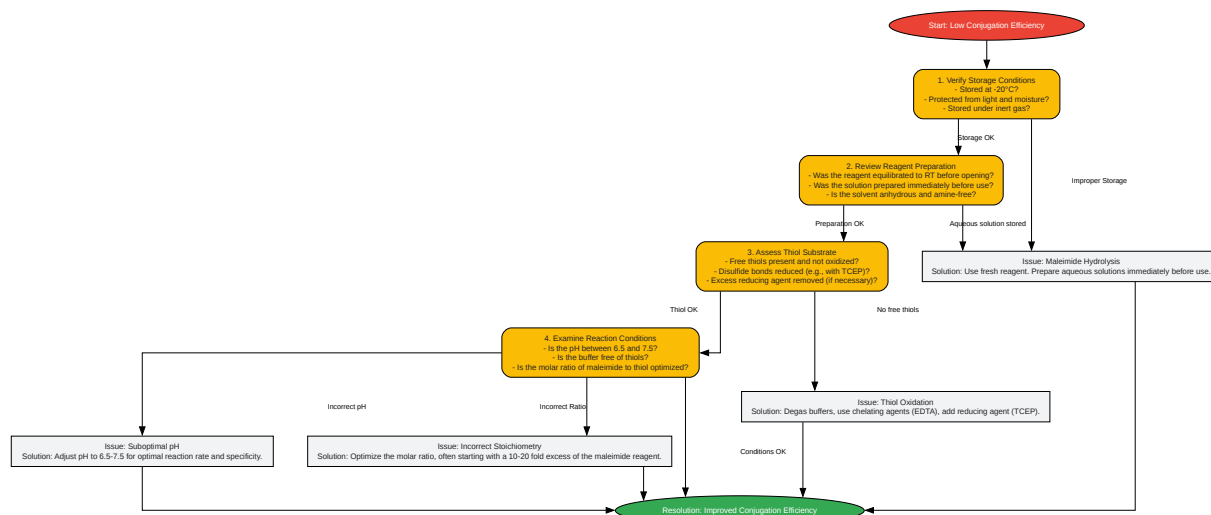 Start: Low Conjugation Efficiency
1. Verify Storage Conditions
- Stored at -20°C?
- Protected from light and moisture?
- Stored under inert gas?
Storage OK
Improper Storage
2. Review Reagent Preparation
- Was the reagent equilibrated to RT before opening?
- Was the solution prepared immediately before use?
- Is the solvent anhydrous and amine-free?
Preparation OK
Aqueous solution stored
3. Assess Thiol Substrate
- Free thiols present and not oxidized?
- Disulfide bonds reduced (e.g., with TCEP)?
- Excess reducing agent removed (if necessary)?
Issue: Maleimide Hydrolysis
Solution: Use fresh reagent. Prepare aqueous solutions immediately before use.
Thiol OK
No free thiols
4. Examine Reaction Conditions
- Is the pH between 6.5 and 7.5?
- Is the buffer free of thiols?
- Is the molar ratio of maleimide to thiol optimized?
Incorrect pH
Incorrect Ratio
Issue: Thiol Oxidation
Solution: Degas buffers, use chelating agents (EDTA), add reducing agent (TCEP).
Issue: Suboptimal pH
Solution: Adjust pH to 6.5-7.5 for optimal reaction rate and specificity.
Issue: Incorrect Stoichiometry
Solution: Optimize the molar ratio, often starting with a 10-20 fold excess of the maleimide reagent.
Conditions OK
Resolution: Improved Conjugation Efficiency